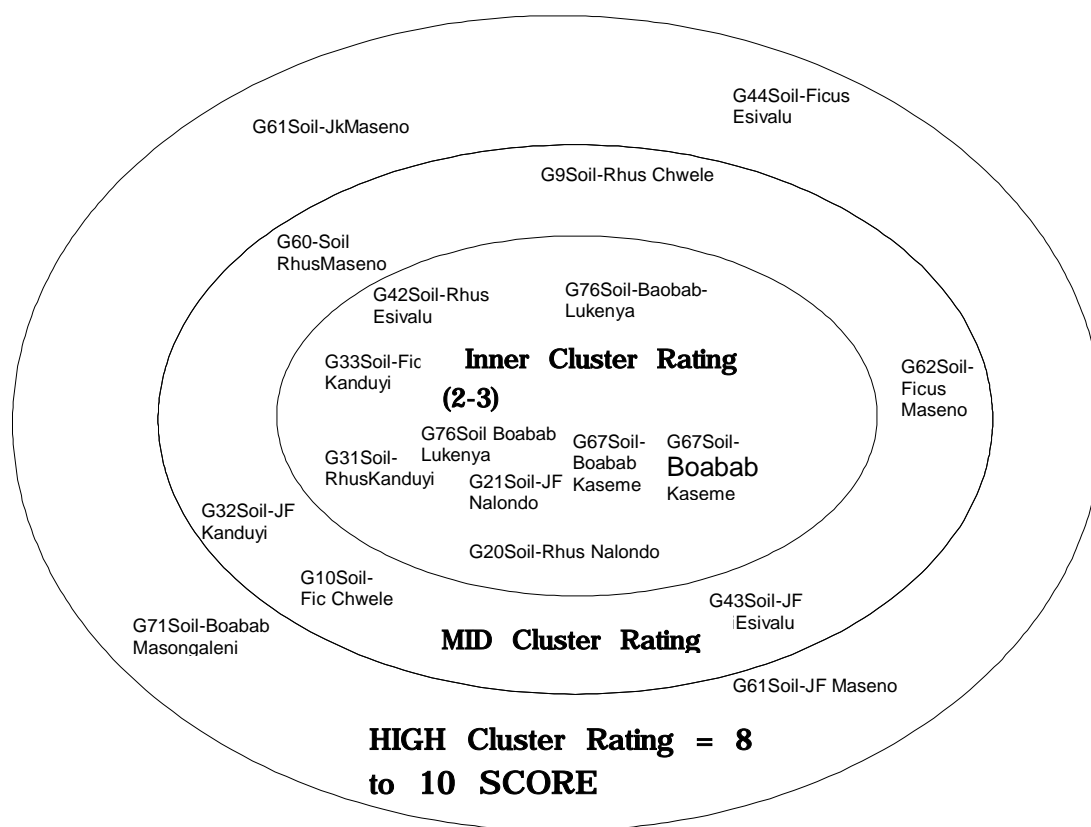 G44Soil-Ficus
Esivalu
G61Soil-JkMaseno
G9Soil-Rhus Chwele
G60-Soil
RhusMaseno
G42Soil-Rhus
Esivalu
G76Soil-Baobab-
Lukenya
G33Soil-Fic
Kanduyi
Inner Cluster Rating
(2-3)
G62Soil-
Ficus
Maseno
G76Soil Boabab
Lukenya
G67Soil-
Boabab
Kaseme
G67Soil-
Boabab
Kaseme
G31Soil-
RhusKanduyi
G21Soil-JF
Nalondo
G32Soil-JF
Kanduyi
G20Soil-Rhus Nalondo
G10Soil-
Fic Chwele
G43Soil-JF
iEsivalu
G71Soil-Boabab
Masongaleni
MID Cluster Rating
G61Soil-JF Maseno
HIGH Cluster Rating = 8
to 10 SCORE